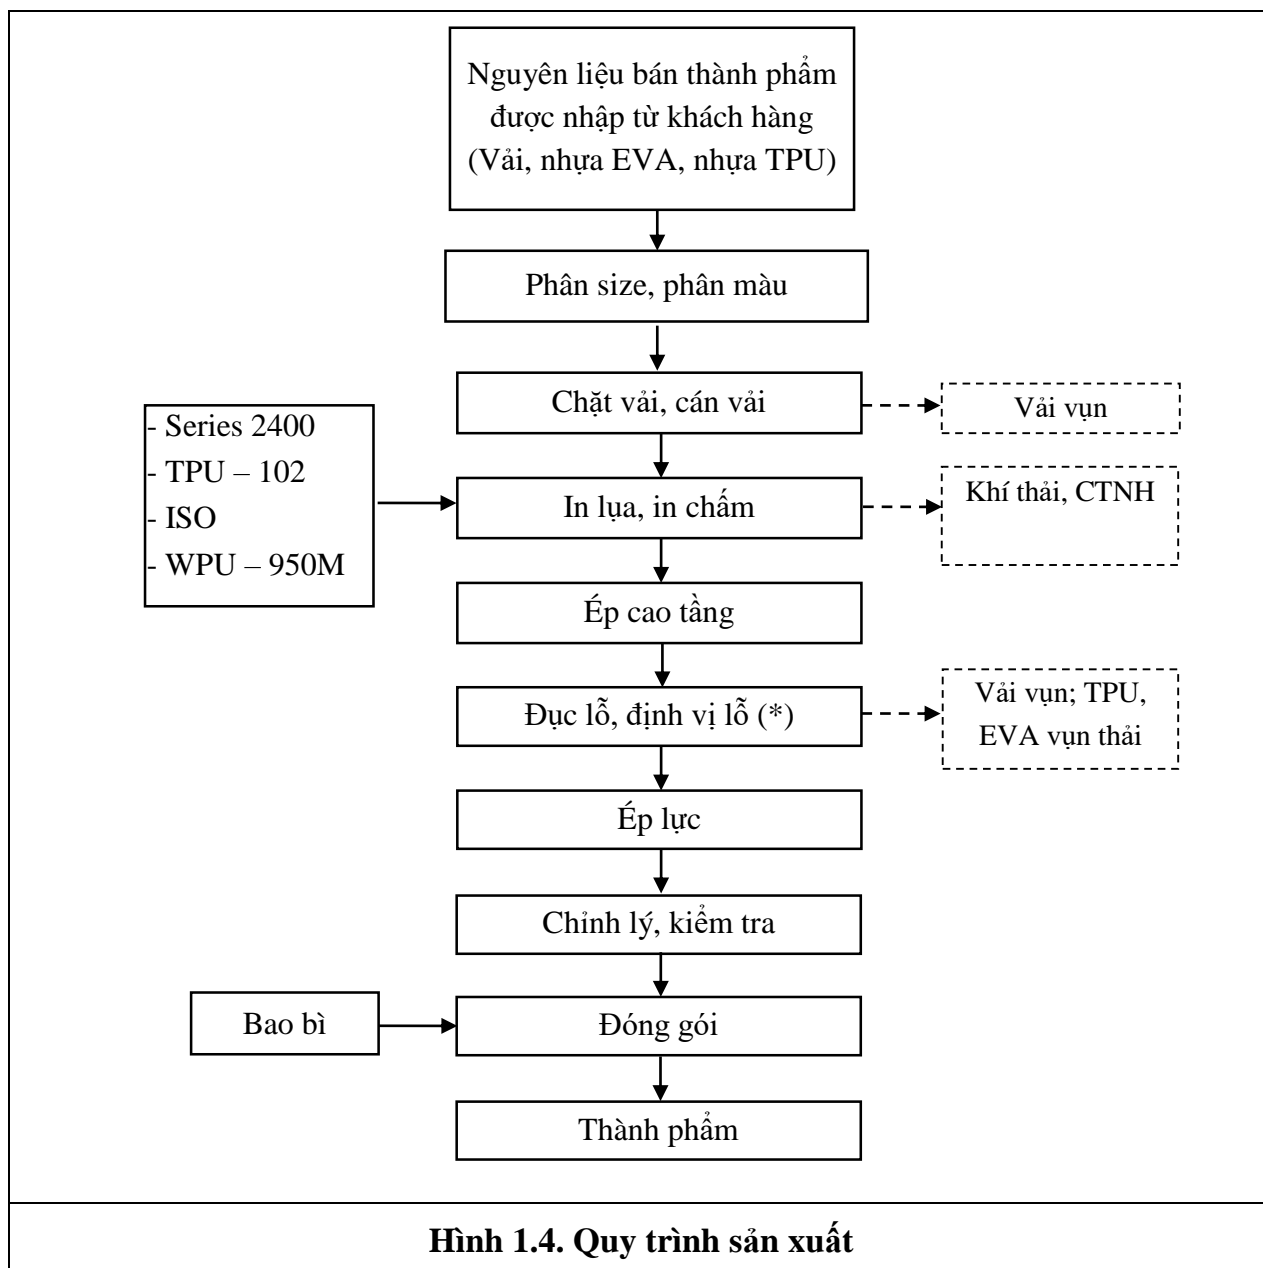 Nguyên liệu bán thành phẩm
được nhập từ khách hàng
(Vải, nhựa EVA, nhựa TPU)
Phân size, phân màu
Chặt vải, cán vải
Vải vụn
- Series 2400
- TPU – 102
- ISO
- WPU – 950M
In lụa, in chấm
Khí thải, CTNH
Ép cao tầng
Đục lỗ, định vị lỗ (*)
Vải vụn; TPU,
EVA vụn thải
Ép lực
Chỉnh lý, kiểm tra
Bao bì
Đóng gói
Thành phẩm
Hình 1.4. Quy trình sản xuất